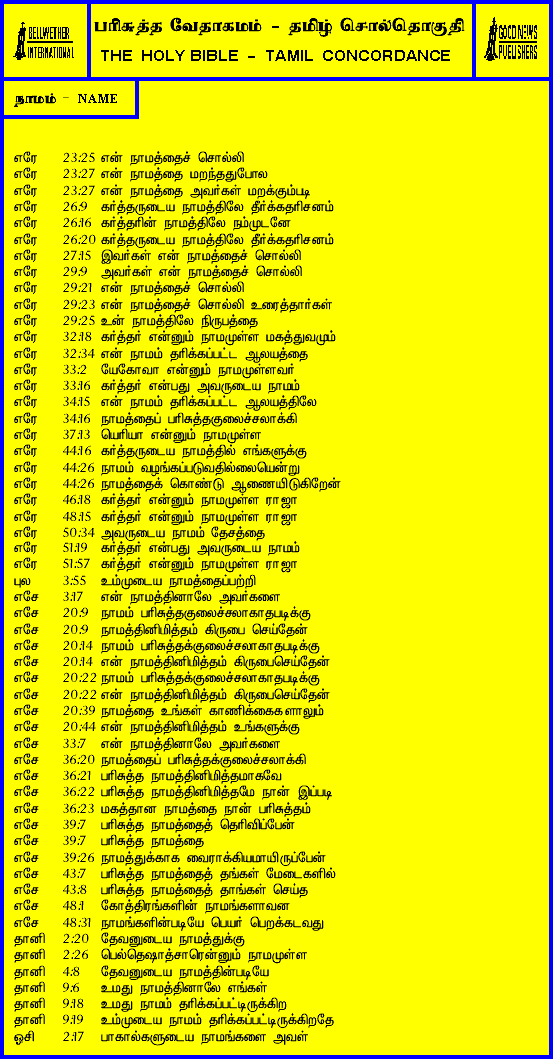 BELLWETHER
INTERNATIONAL
பரிசுத்த வேதாகமம் - தமிழ் சொல்தொகுதி
THE HOLY BIBLE - TAMIL CONCORDANCE
GOOD NEWS
PUBLISHERS
நாமம் - NAME
எரே 23:25 என் நாமத்தைச் சொல்லி
எரே 23:27 என் நாமத்தை மறந்ததுபோல
எரே 23:27 என் நாமத்தை அவர்கள் மறக்கும்படி
எரே 26:9 கர்த்தருடைய நாமத்திலே தீர்க்கதரிசனம்
எரே 26:16 கர்த்தரின் நாமத்திலே நம்முடனே
எரே 26:20 கர்த்தருடைய நாமத்திலே தீர்க்கதரிசனம்
எரே 27:15 இவர்கள் என் நாமத்தைச் சொல்லி
எரே 29:9 அவர்கள் என் நாமத்தைச் சொல்லி
எரே 29:21 என் நாமத்தைச் சொல்லி
எரே 29:23 என் நாமத்தைச் சொல்லி உரைத்தார்கள்
எரே 29:25 உன் நாமத்திலே நிருபத்தை
எரே 32:18 கர்த்தர் என்னும் நாமமுள்ள மகத்துவமும்
எரே 32:34 என் நாமம் தரிக்கப்பட்ட ஆலயத்தை
எரே 33:2 யேகோவா என்னும் நாமமுள்ளவர்
எரே 33:16 கர்த்தர் என்பது அவருடைய நாமம்
எரே 34:15 என் நாமம் தரிக்கப்பட்ட ஆலயத்திலே
எரே 34:16 நாமத்தைப் பரிசுத்தகுலைச்சலாக்கி
எரே 37:13 யெரியா என்னும் நாமமுள்ள
எரே 44:16 கர்த்தருடைய நாமத்தில் எங்களுக்கு
எரே 44:26 நாமம் வழங்கப்படுவதில்லையென்று
எரே 44:26 நாமத்தைக் கொண்டு ஆணையிடுகிறேன்
எரே 46:18 கர்த்தர் என்னும் நாமமுள்ள ராஜா
எரே 48:15 கர்த்தர் என்னும் நாமமுள்ள ராஜா
எரே 50:34 அவருடைய நாமம் தேசத்தை
எரே 51:19 கர்த்தர் என்பது அவருடைய நாமம்
எரே 51:57 கர்த்தர் என்னும் நாமமுள்ள ராஜா
புல 3:55 உம்முடைய நாமத்தைப்பற்றி
எசே 3:17 என் நாமத்தினாலே அவர்களை
எசே 20:9 நாமம் பரிசுத்தகுலைச்சலாகாதபடிக்கு
எசே 20:9 நாமத்தினிமித்தம் கிருபை செய்தேன்
எசே 20:14 நாமம் பரிசுத்தக்குலைச்சலாகாதபடிக்கு
எசே 20:14 என் நாமத்தினிமித்தம் கிருபைசெய்தேன்
எசே 20:22 நாமம் பரிசுத்தக்குலைச்சலாகாதபடிக்கு
எசே 20:22 என் நாமத்தினிமித்தம் கிருபைசெய்தேன்
எசே 20:39 நாமத்தை உங்கள் காணிக்கைகளாலும்
எசே 20:44 என் நாமத்தினிமித்தம் உங்களுக்கு
எசே 33:7 என் நாமத்தினாலே அவர்களை
எசே 36:20 நாமத்தைப் பரிசுத்தக்குலைச்சலாக்கி
எசே 36:21 பரிசுத்த நாமத்தினிமித்தமாகவே
எசே 36:22 பரிசுத்த நாமத்தினிமித்தமே நான் இப்படி
எசே 36:23 மகத்தான நாமத்தை நான் பரிசுத்தம்
எசே 39:7 பரிசுத்த நாமத்தைத் தெரிவிப்பேன்
எசே 39:7 பரிசுத்த நாமத்தை
எசே 39:26 நாமத்துக்காக வைராக்கியமாயிருப்பேன்
எசே 43:7 பரிசுத்த நாமத்தைத் தங்கள் மேடைகளில்
எசே 43:8 பரிசுத்த நாமத்தைத் தாங்கள் செய்த
எசே 48:1 கோத்திரங்களின் நாமங்களாவன
எசே 48:31 நாமங்களின்படியே பெயர் பெறக்கடவது
தானி 2:20 தேவனுடைய நாமத்துக்கு
தானி 2:26 பெல்தெஷாத்சாரென்னும் நாமமுள்ள
தானி 4:8 தேவனுடைய நாமத்தின்படியே
தானி 9:6 உமது நாமத்தினாலே எங்கள்
தானி 9:18 உமது நாமம் தரிக்கப்பட்டிருக்கிற
தானி 9:19 உம்முடைய நாமம் தரிக்கப்பட்டிருக்கிறதே
ஓசி 2:17 பாகால்களுடைய நாமங்களை அவள்